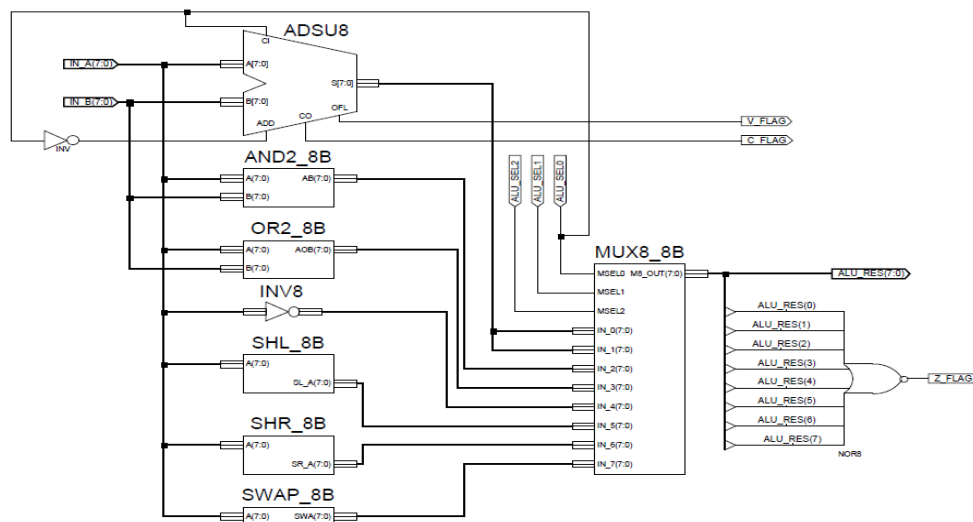 ADSU8
CI
IN_A(7:0)
A[7:0]
S[7:0]
IN_B(7:0)
B[7:0]
OFL
CO
ADD
V_FLAG
C_FLAG
INV
AND2_8B
A(7:0)
AB(7:0)
B(7:0)
ALU_SEL2
ALU_SEL1
ALU_SEL0
OR2_8B
A(7:0)
AOB(7:0)
B(7:0)
MUX8_8B
MSEL0
M8_OUT(7:0)
ALU_RES(7:0)
MSEL1
MSEL2
INV8
IN_0(7:0)
IN_1(7:0)
IN_2(7:0)
IN_3(7:0)
IN_4(7:0)
IN_5(7:0)
IN_6(7:0)
IN_7(7:0)
ALU_RES(0)
ALU_RES(1)
ALU_RES(2)
ALU_RES(3)
ALU_RES(4)
ALU_RES(5)
ALU_RES(6)
ALU_RES(7)
Z_FLAG
NOR8
SHL_8B
A(7:0)
SL_A(7:0)
SHR_8B
A(7:0)
SR_A(7:0)
SWAP_8B
A(7:0)
SWA(7:0)